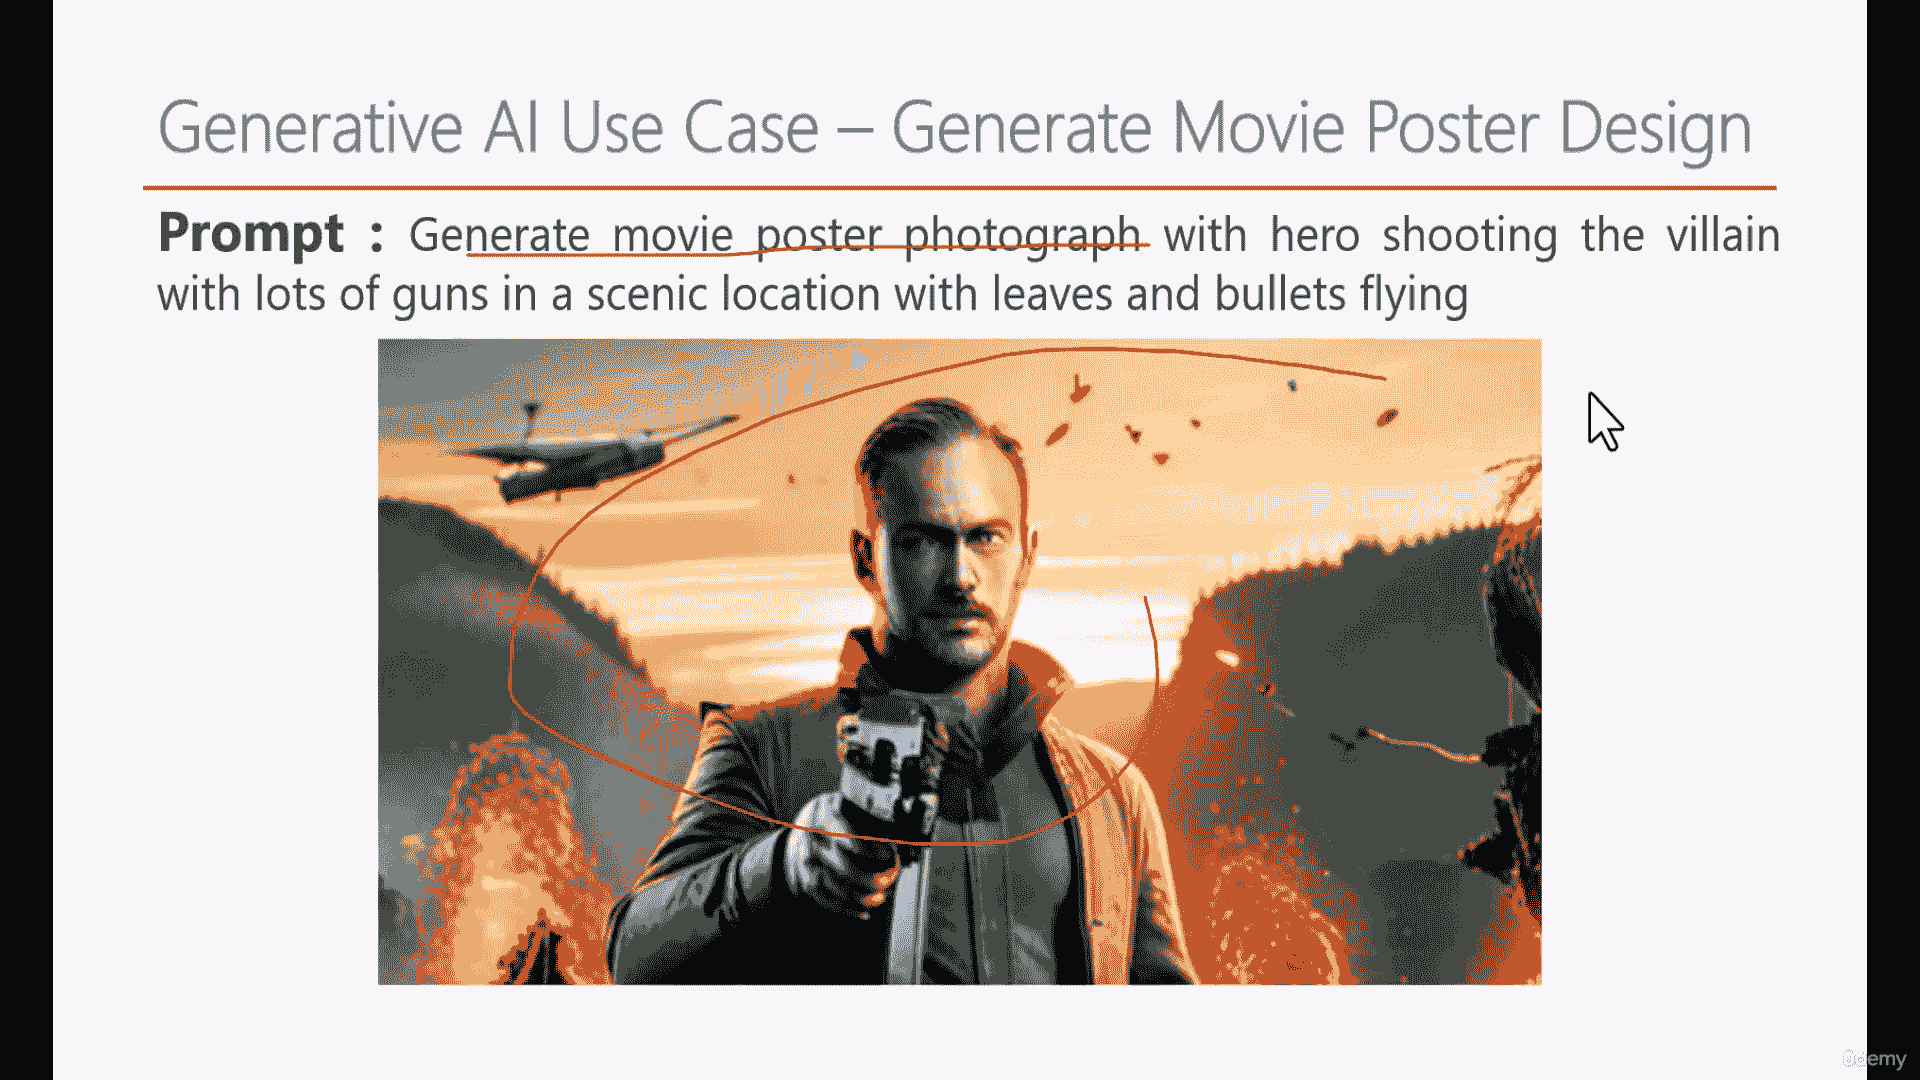 Generative AI Use Case – Generate Movie Poster Design
Prompt : Generate movie poster photograph with hero shooting the villain
with lots of guns in a scenic location with leaves and bullets flying
ûdemy